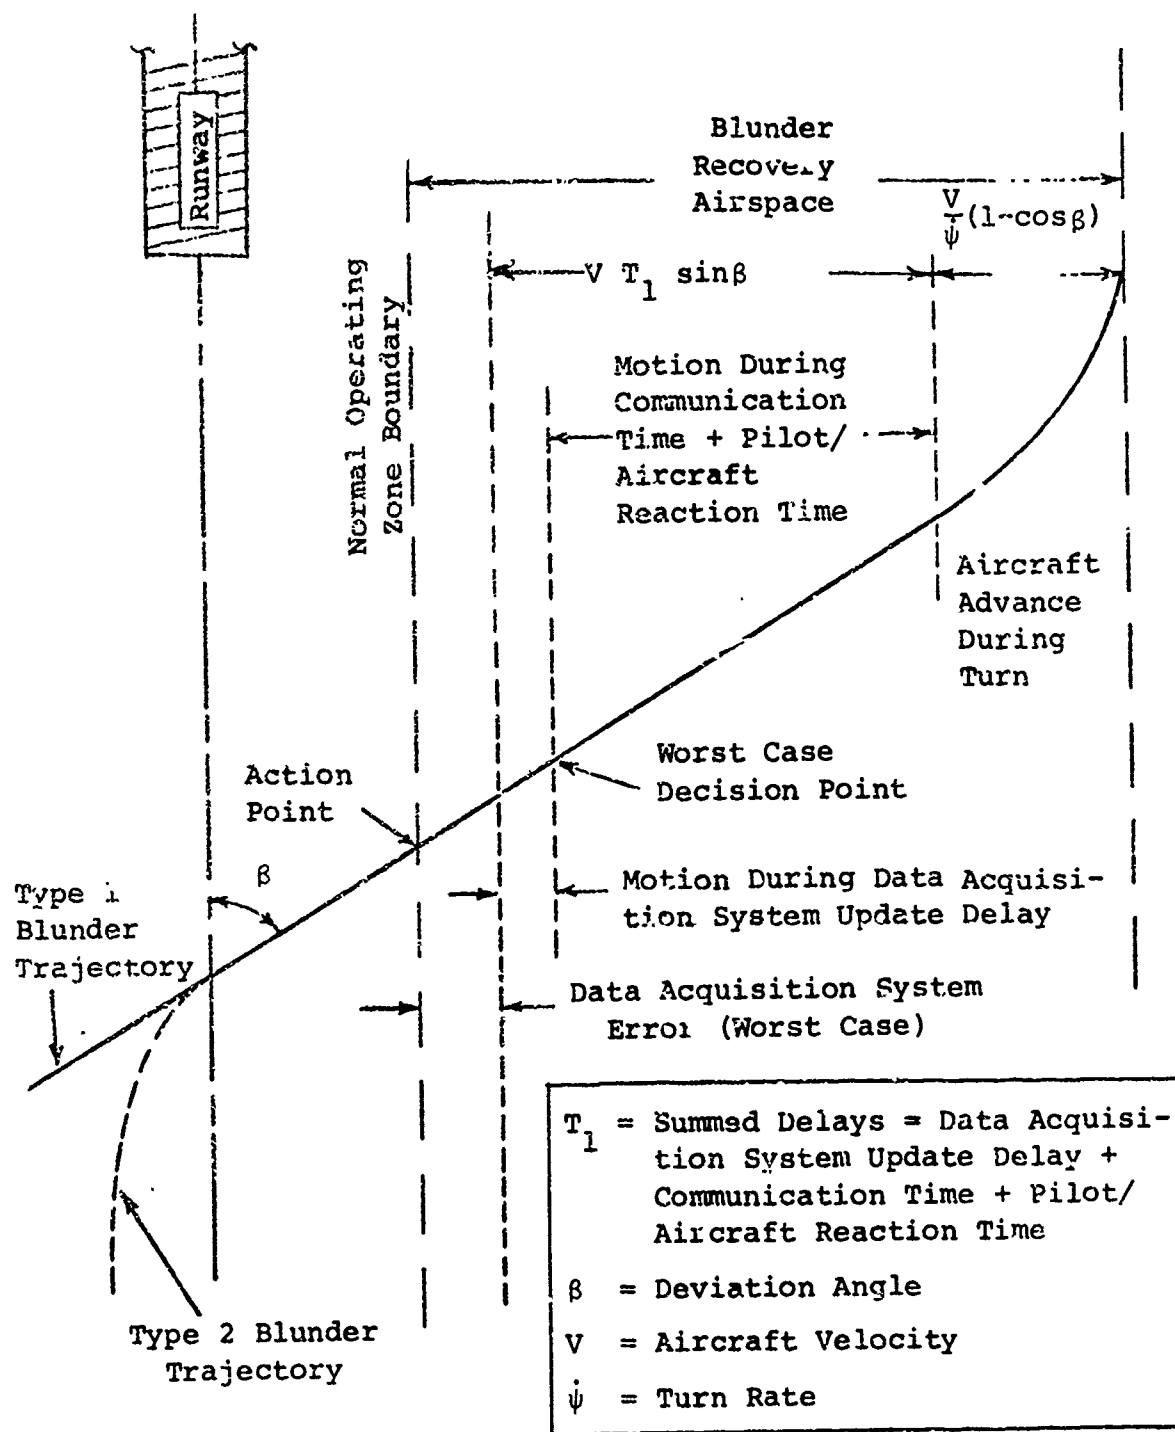 Runway
Blunder
Recovery
Airspace
V/ψ̇ (1-cosβ)
V T₁ sinβ
Normal Operating
Zone Boundary
Motion During
Communication
Time + Pilot/
Aircraft
Reaction Time
Aircraft
Advance
During
Turn
Worst Case
Decision Point
Action
Point
β
Type 1
Blunder
Trajectory
Motion During Data Acquisi-
tion System Update Delay
Data Acquisition System
Error (Worst Case)
T₁ = Summed Delays = Data Acquisi-
tion System Update Delay +
Communication Time + Pilot/
Aircraft Reaction Time
β = Deviation Angle
V = Aircraft Velocity
ψ̇ = Turn Rate
Type 2 Blunder
Trajectory